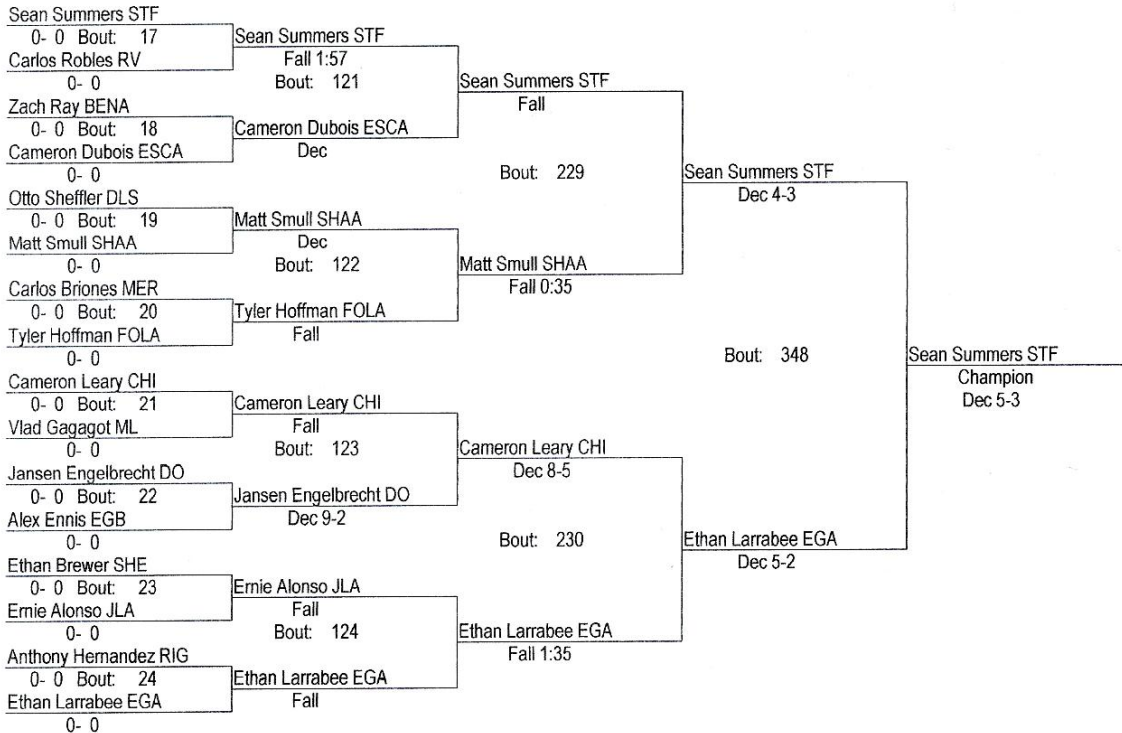 Sean Summers STF
0- 0 Bout: 17
Carlos Robles RV
0- 0
Zach Ray BENA
0- 0 Bout: 18
Cameron Dubois ESCA
0- 0
Otto Sheffler DLS
0- 0 Bout: 19
Matt Smull SHAA
0- 0
Carlos Briones MER
0- 0 Bout: 20
Tyler Hoffman FOLA
0- 0
Cameron Leary CHI
0- 0 Bout: 21
Vlad Gagagot ML
0- 0
Jansen Engelbrecht DO
0- 0 Bout: 22
Alex Ennis EGB
0- 0
Ethan Brewer SHE
0- 0 Bout: 23
Ernie Alonso JLA
0- 0
Anthony Hernandez RIG
0- 0 Bout: 24
Ethan Larrabee EGA
0- 0
Sean Summers STF
Fall 1:57
Bout: 121
Cameron Dubois ESCA
Dec
Matt Smull SHAA
Dec
Bout: 122
Tyler Hoffman FOLA
Fall
Cameron Leary CHI
Fall
Bout: 123
Jansen Engelbrecht DO
Dec 9-2
Ernie Alonso JLA
Fall
Bout: 124
Ethan Larrabee EGA
Fall
Sean Summers STF
Fall
Bout: 229
Matt Smull SHAA
Fall 0:35
Cameron Leary CHI
Dec 8-5
Bout: 230
Ethan Larrabee EGA
Fall 1:35
Sean Summers STF
Dec 4-3
Bout: 348
Ethan Larrabee EGA
Dec 5-2
Sean Summers STF
Champion
Dec 5-3